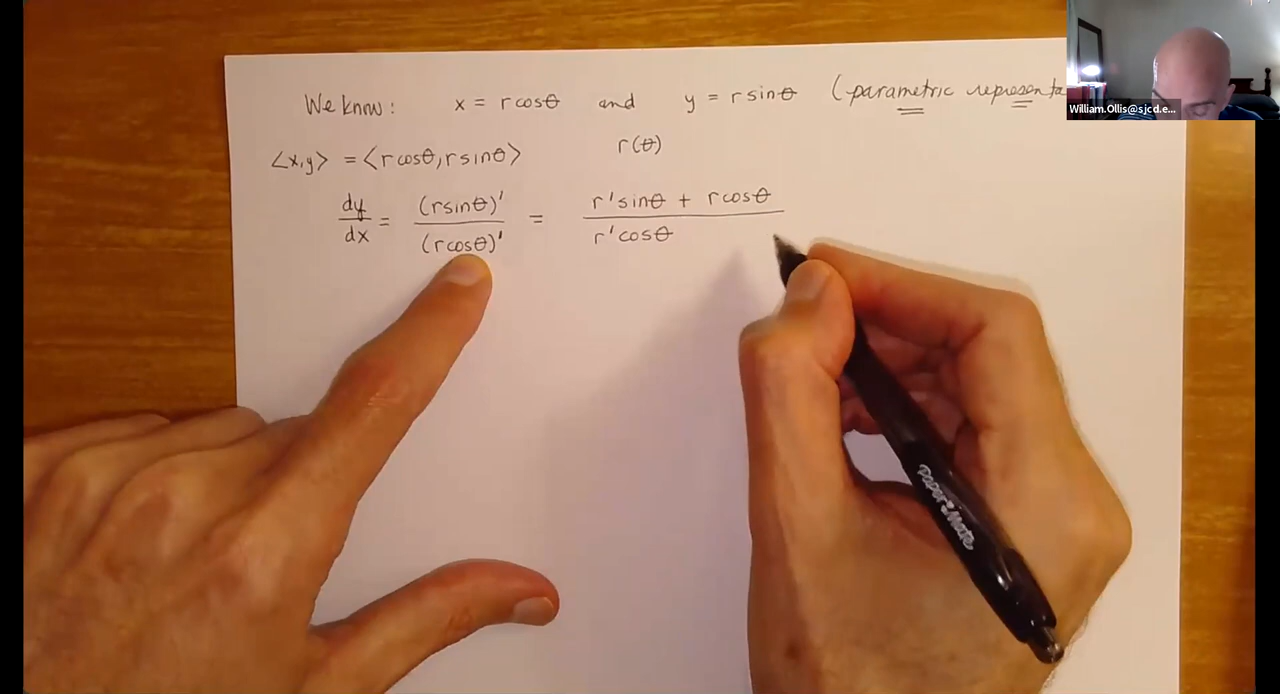 We know: x = r cosθ and y = r sinθ (parametric representa
William.Ollis@sjcd.e...
<x,y> = <r cosθ, r sinθ> r(θ)
dy/dx = (r sinθ)'/(r cosθ)' = r' sinθ + r cosθ / r' cosθ
PaperMate